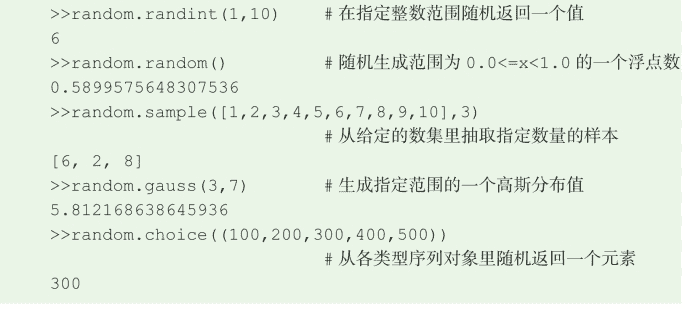 >>random.randint(1,10) #在指定整数范围随机返回一个值
6
>>random.random() #随机生成范围为 0.0<=x<1.0 的一个浮点数
0.5899575648307536
>>random.sample([1,2,3,4,5,6,7,8,9,10],3)
#从给定的数集里抽取指定数量的样本
[6, 2, 8]
>>random.gauss(3,7) #生成指定范围的一个高斯分布值
5.812168638645936
>>random.choice((100,200,300,400,500))
#从各类型序列对象里随机返回一个元素
300